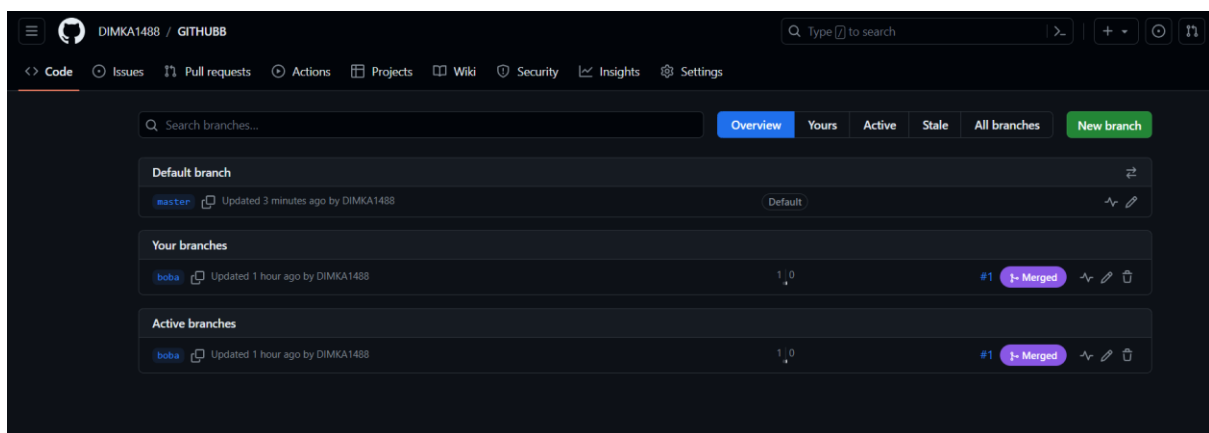 DIMKA1488 / GITHUBB
Type / to search
Code Issues Pull requests Actions Projects Wiki Security Insights Settings
Search branches...
Overview Yours Active Stale All branches New branch
Default branch
master Updated 3 minutes ago by DIMKA1488 Default
Your branches
boba Updated 1 hour ago by DIMKA1488 1 0 #1 Merged
Active branches
boba Updated 1 hour ago by DIMKA1488 1 0 #1 Merged